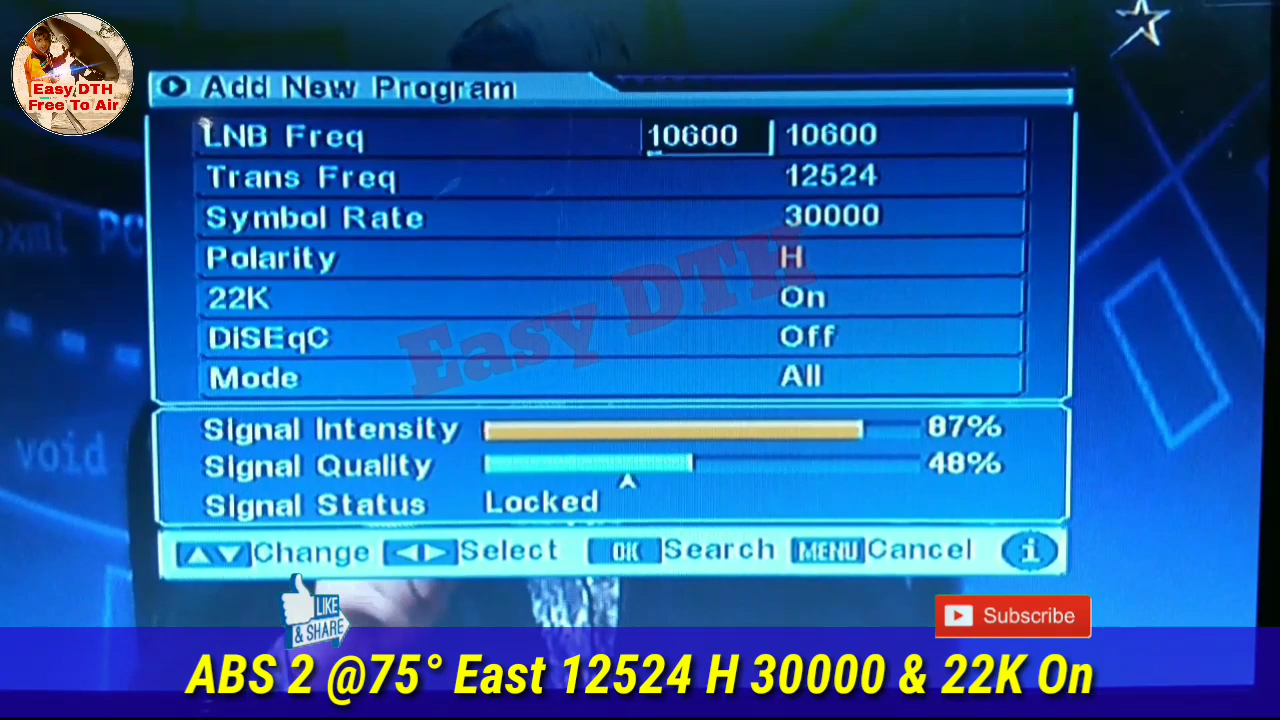 Easy DTH
Free To Air
Add New Program
LNB Freq 10600 10600
Trans Freq 12524
Symbol Rate 30000
Polarity H
22K On
DiSEqC Off
Mode All
Easy DTH
Signal Intensity 87%
Signal Quality 48%
Signal Status Locked
Change Select OK Search MENU Cancel i
LIKE
& SHARE
Subscribe
ABS 2 @75° East 12524 H 30000 & 22K On
void